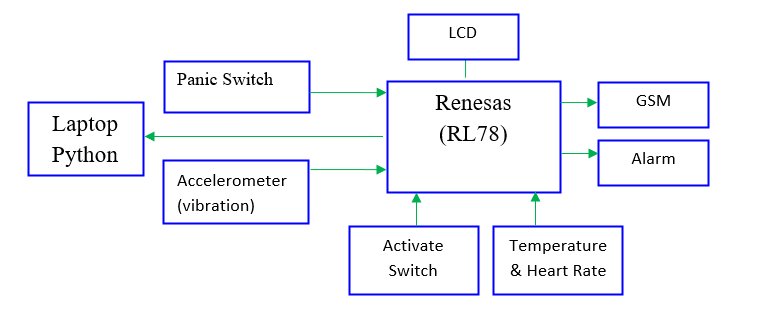 LCD
Panic Switch
Renesas
(RL78)
GSM
Laptop
Python
Alarm
Accelerometer
(vibration)
Activate
Switch
Temperature
& Heart Rate